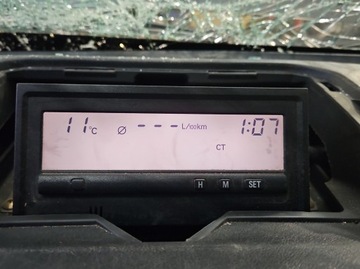 11°C Ø --- L/100km 1:07
CT
H M SET